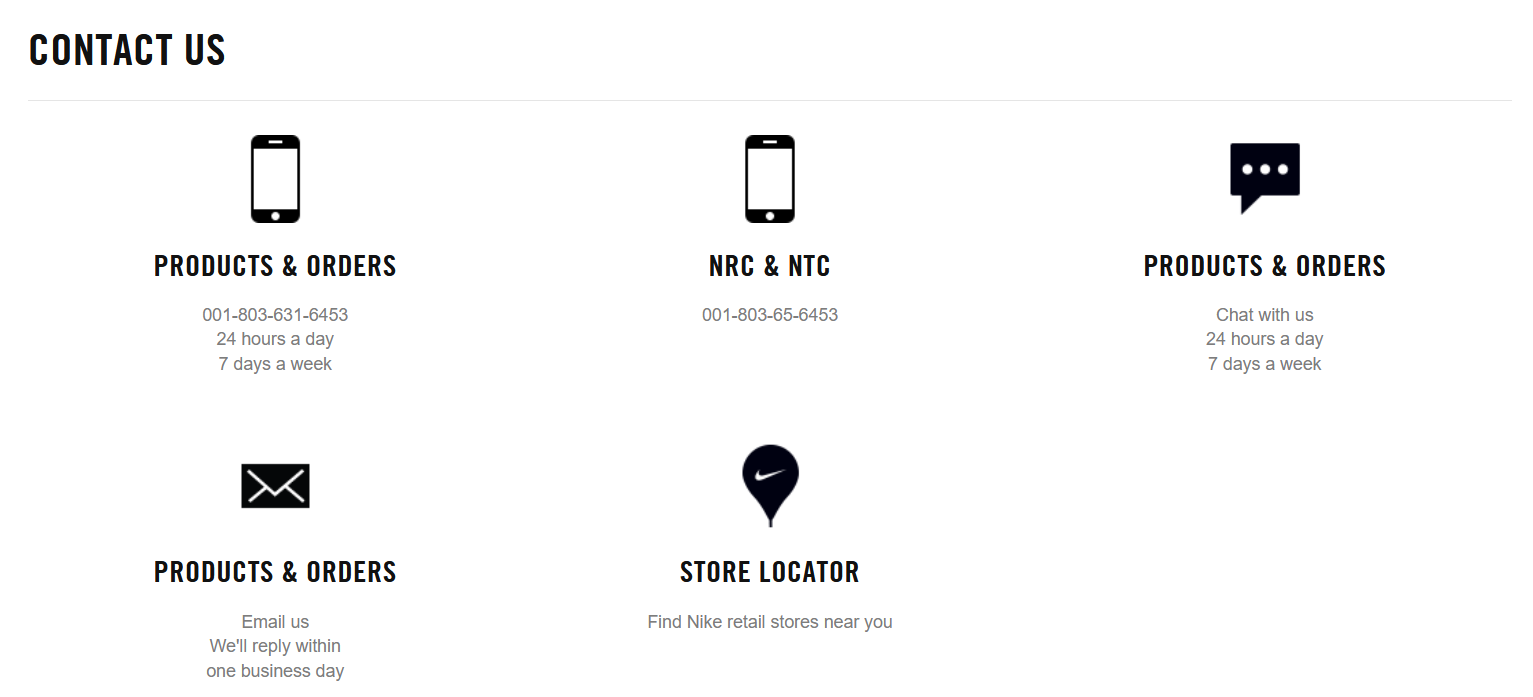 CONTACT US
PRODUCTS & ORDERS
001-803-631-6453
24 hours a day
7 days a week
NRC & NTC
001-803-65-6453
PRODUCTS & ORDERS
Chat with us
24 hours a day
7 days a week
PRODUCTS & ORDERS
Email us
We'll reply within
one business day
STORE LOCATOR
Find Nike retail stores near you